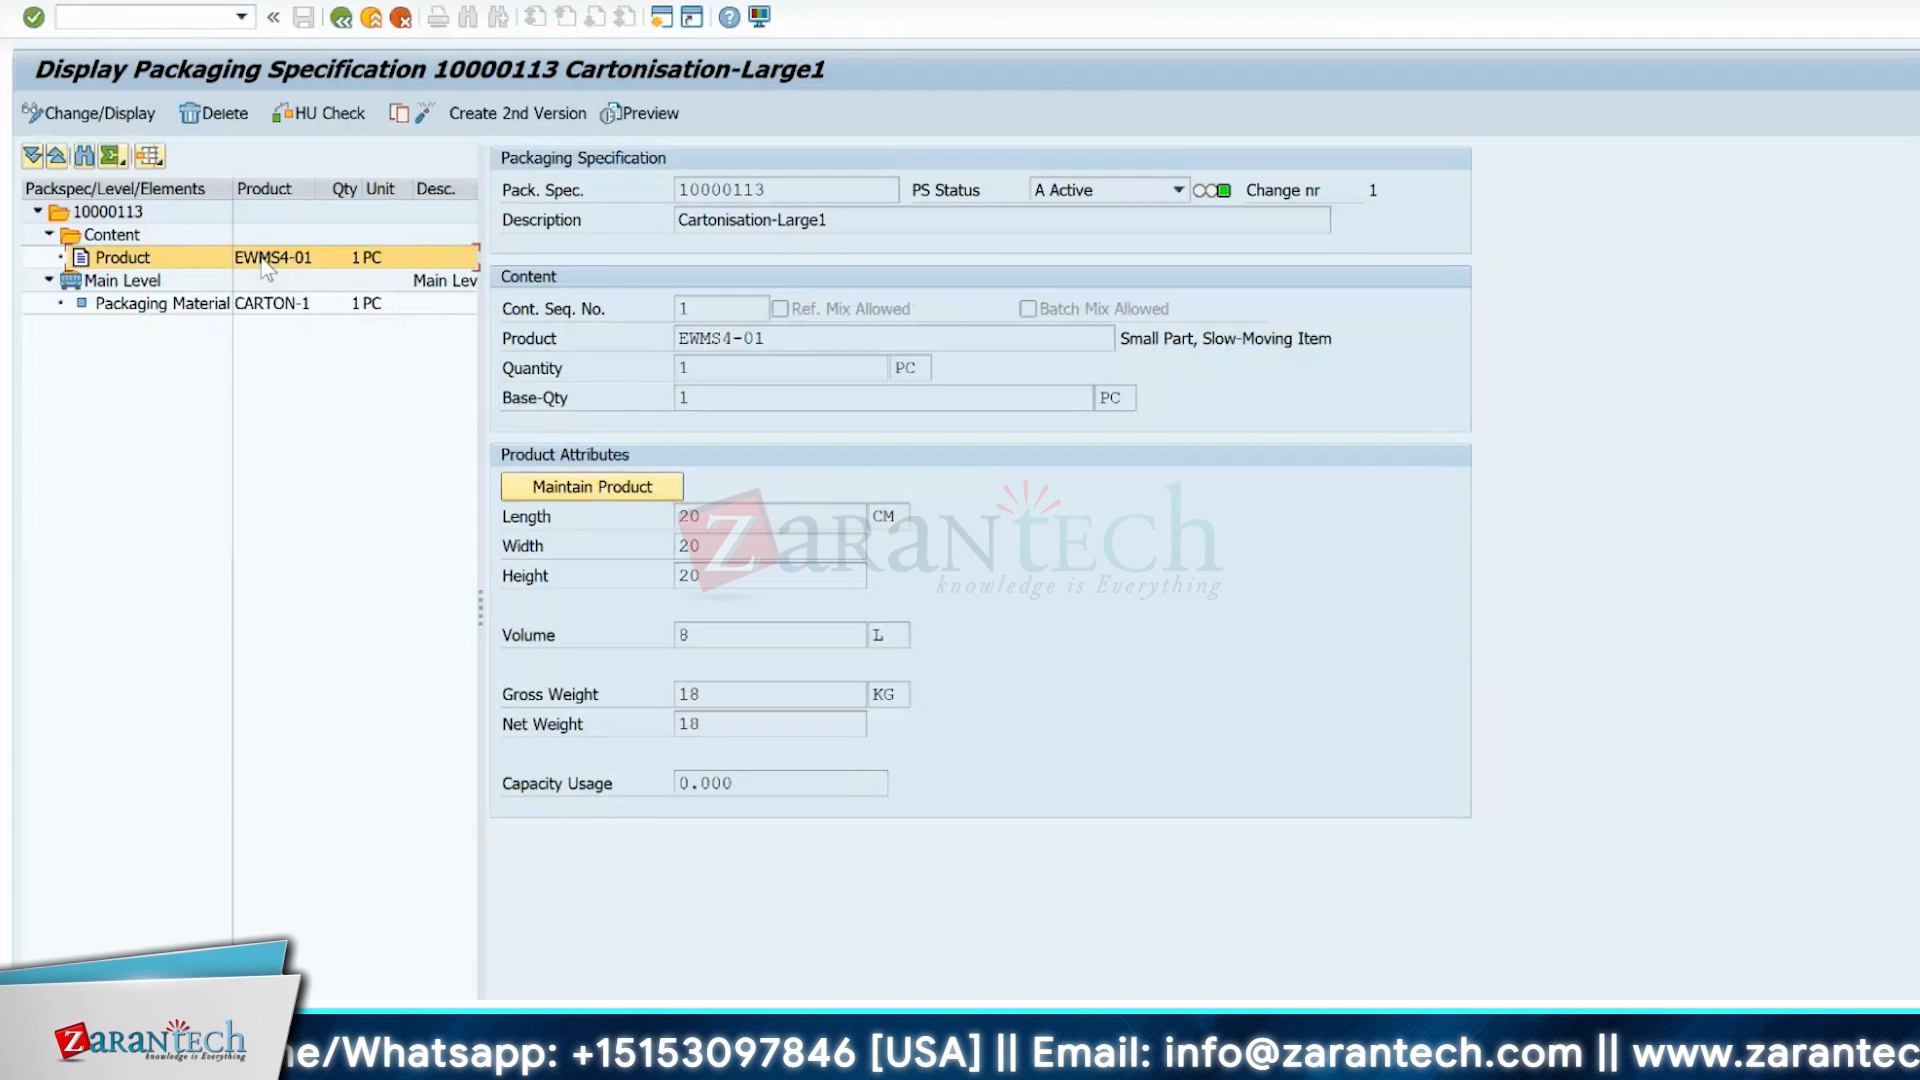 Display Packaging Specification 10000113 Cartonisation-Large1
Change/Display Delete HU Check Create 2nd Version Preview
Packspec/Level/Elements Product Qty Unit Desc.
10000113
Content
Product EWMS4-01 1 PC
Main Level Main Lev
Packaging Material CARTON-1 1 PC
Packaging Specification
Pack. Spec. 10000113 PS Status A Active Change nr 1
Description Cartonisation-Large1
Content
Cont. Seq. No. 1 Ref. Mix Allowed Batch Mix Allowed
Product EWMS4-01 Small Part, Slow-Moving Item
Quantity 1 PC
Base-Qty 1 PC
Product Attributes
Maintain Product
Length 20 CM
Width 20
Height 20
Volume 8 L
Gross Weight 18 KG
Net Weight 18
Capacity Usage 0.000
ZaranTech
knowledge is Everything
ZaranTech
knowledge is Everything
ne/Whatsapp: +15153097846 [USA] || Email: info@zarantech.com || www.zarantec